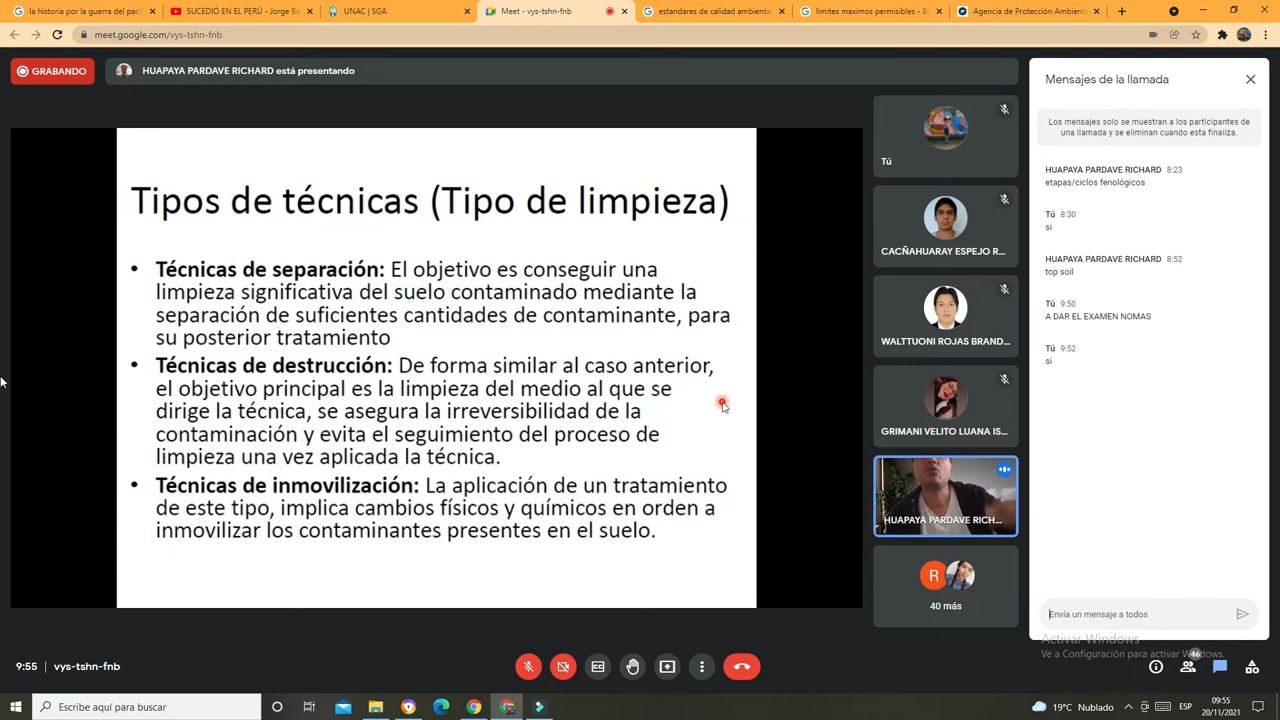 la historia por la guerra del pací
SUCEDIÓ EN EL PERÚ - Jorge Ba
UNAC | SGA
Meet - vys-tshn-fnb
estandares de calidad ambiental
limites maximos permisibles - B
Agencia de Protección Ambienta
meet.google.com/vys-tshn-fnb
GRABANDO
HUAPAYA PARDAVE RICHARD está presentando
Tipos de técnicas (Tipo de limpieza)
• Técnicas de separación: El objetivo es conseguir una
limpieza significativa del suelo contaminado mediante la
separación de suficientes cantidades de contaminante, para
su posterior tratamiento
• Técnicas de destrucción: De forma similar al caso anterior,
el objetivo principal es la limpieza del medio al que se
dirige la técnica, se asegura la irreversibilidad de la
contaminación y evita el seguimiento del proceso de
limpieza una vez aplicada la técnica.
• Técnicas de inmovilización: La aplicación de un tratamiento
de este tipo, implica cambios físicos y químicos en orden a
inmovilizar los contaminantes presentes en el suelo.
Tú
CACÑAHUARAY ESPEJO R...
WALTTUONI ROJAS BRAND...
GRIMANI VELITO LUANA IS...
HUAPAYA PARDAVE RICH...
R
40 más
Mensajes de la llamada
Los mensajes solo se muestran a los participantes de
una llamada y se eliminan cuando esta finaliza.
HUAPAYA PARDAVE RICHARD 8:23
etapas/ciclos fenológicos
Tú 8:30
si
HUAPAYA PARDAVE RICHARD 8:52
top soil
Tú 9:50
A DAR EL EXAMEN NOMAS
Tú 9:52
si
Envía un mensaje a todos
Activar Windows
Ve a Configuración para activar Windows.
9:55 | vys-tshn-fnb
46
Escribe aquí para buscar
19°C Nublado
ESP
09:55
20/11/2021